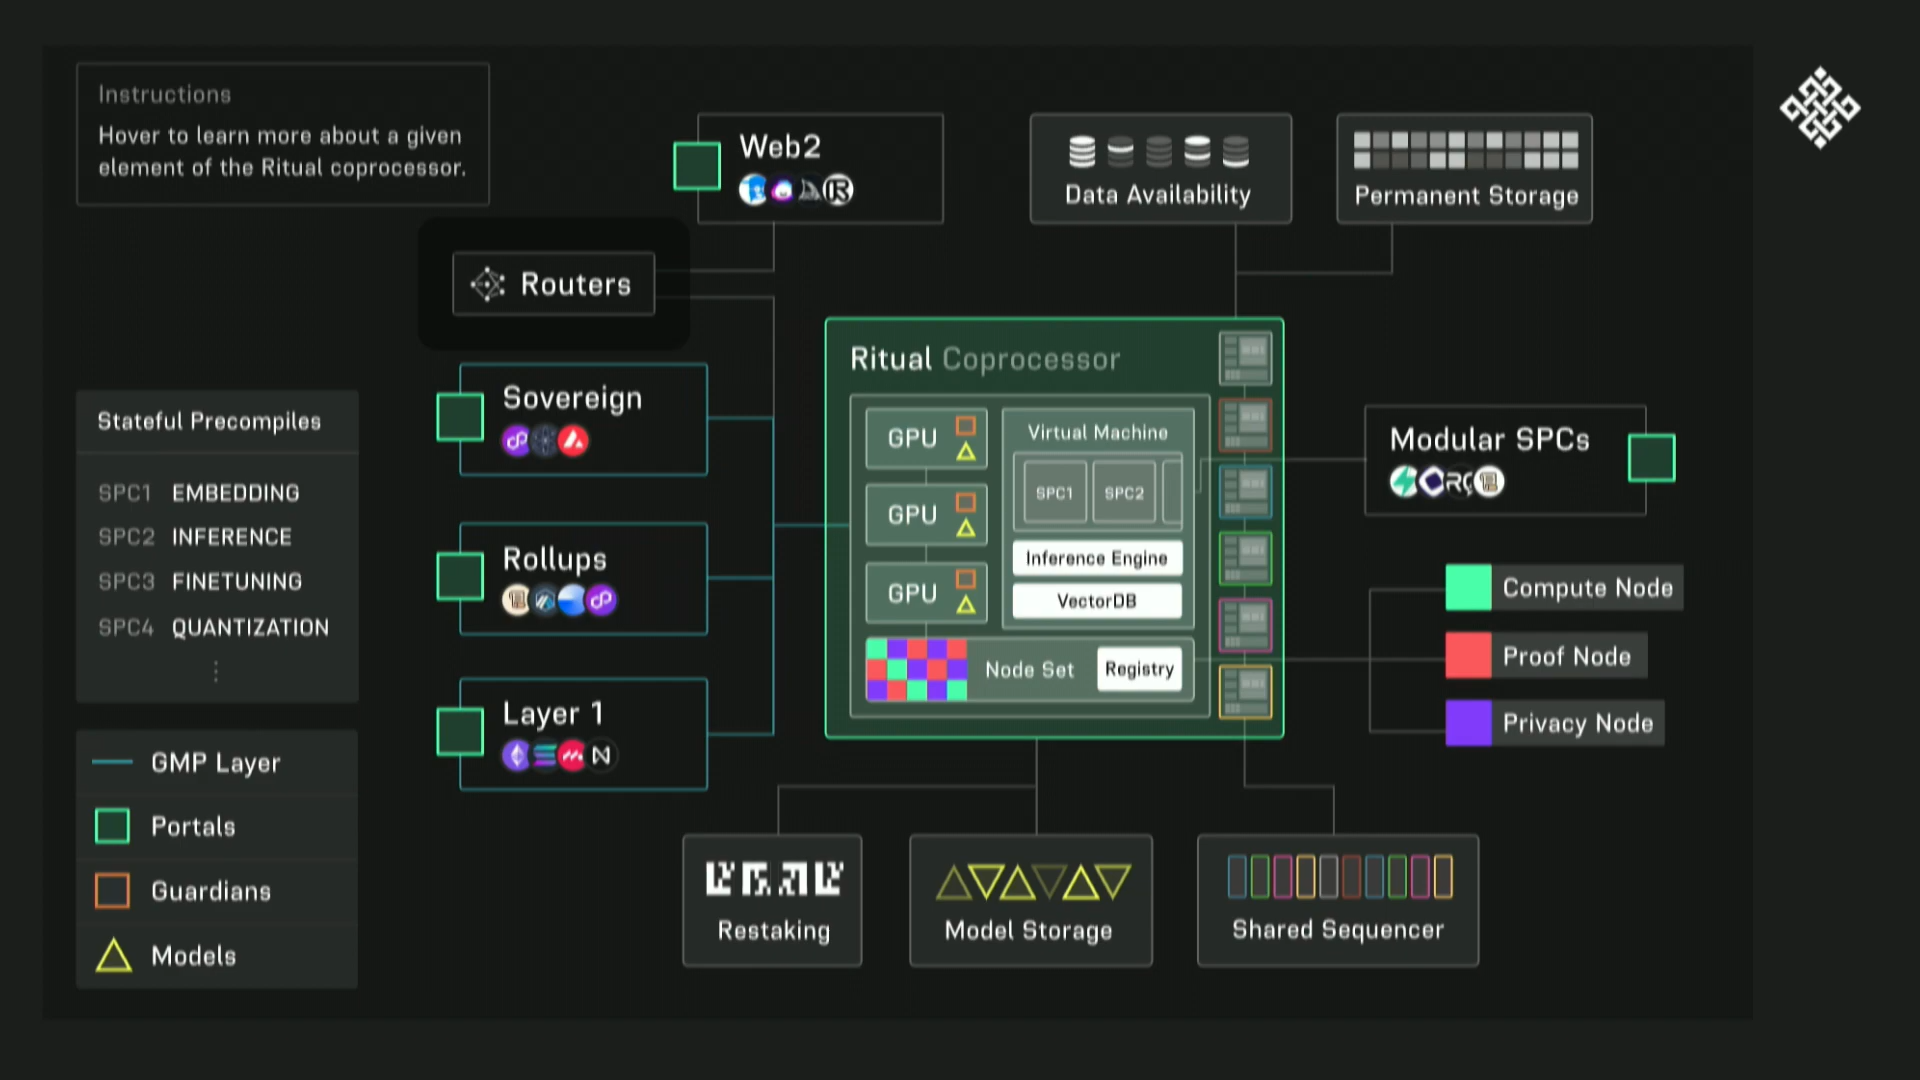 Instructions
Hover to learn more about a given
element of the Ritual coprocessor.
Web2
Data Availability
Permanent Storage
Routers
Ritual Coprocessor
Sovereign
Rollups
Layer 1
GPU
GPU
GPU
Virtual Machine
SPC1
SPC2
Inference Engine
VectorDB
Node Set
Registry
Modular SPCs
Compute Node
Proof Node
Privacy Node
Stateful Precompiles
SPC1 EMBEDDING
SPC2 INFERENCE
SPC3 FINETUNING
SPC4 QUANTIZATION
GMP Layer
Portals
Guardians
Models
Restaking
Model Storage
Shared Sequencer